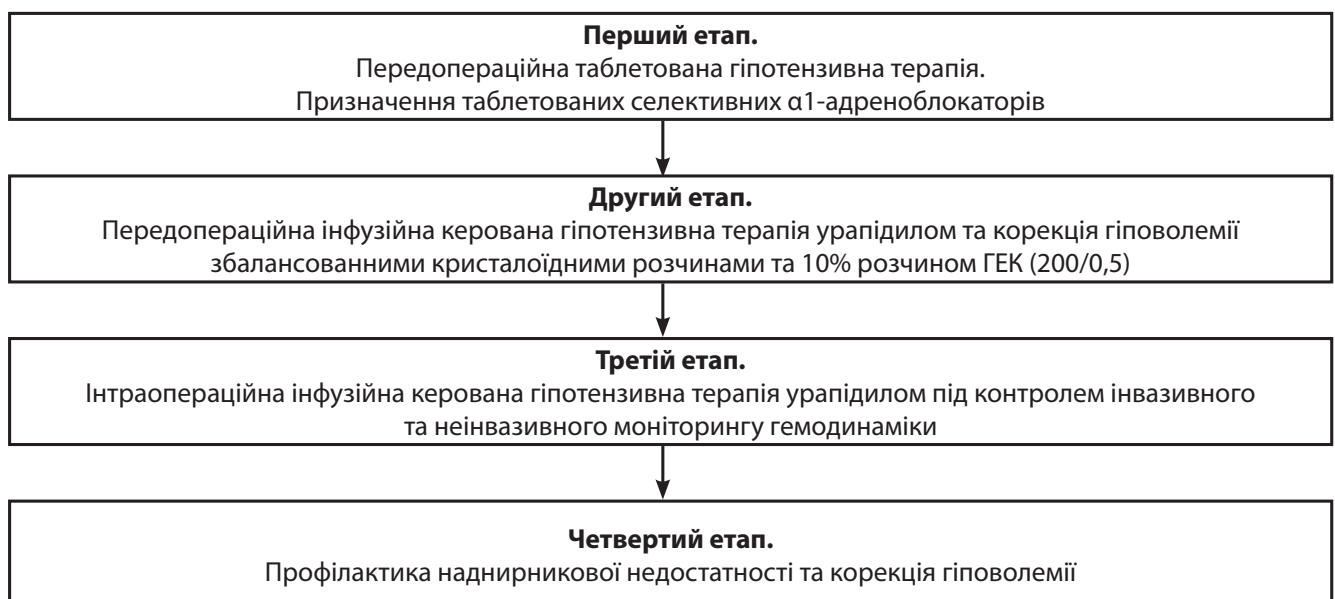 Перший етап.
Передопераційна таблетована гіпотензивна терапія.
Призначення таблетованих селективних α1-адреноблокаторів
Другий етап.
Передопераційна інфузійна керована гіпотензивна терапія урапідилом та корекція гіповолемії
збалансованними кристалоїдними розчинами та 10% розчином ГЕК (200/0,5)
Третій етап.
Інтраопераційна інфузійна керована гіпотензивна терапія урапідилом під контролем інвазивного
та неінвазивного моніторингу гемодинаміки
Четвертий етап.
Профілактика наднирникової недостатності та корекція гіповолемії